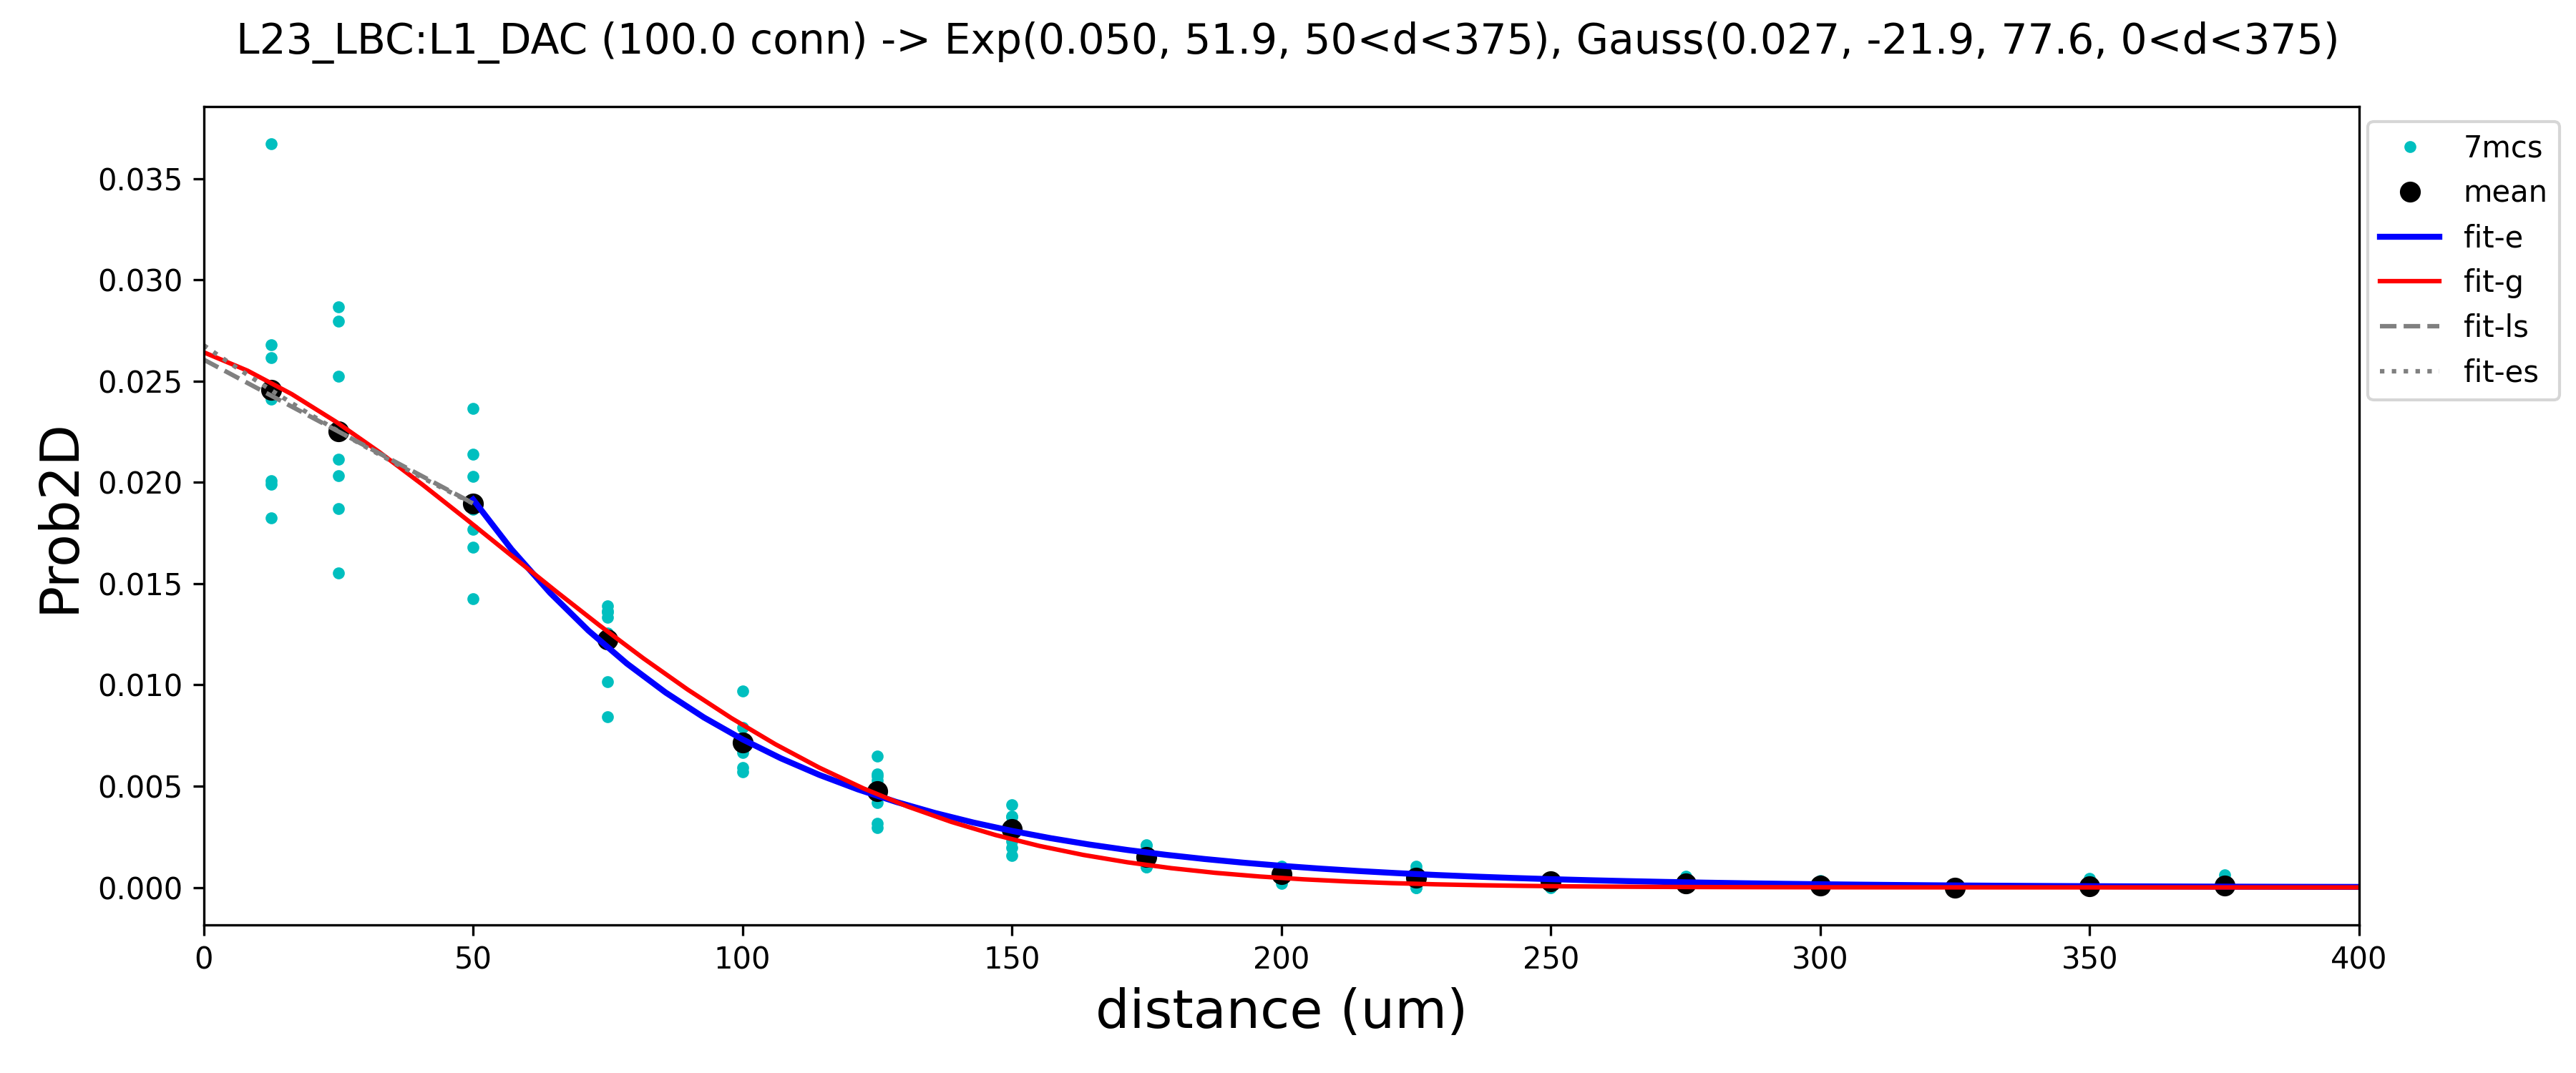 L23_LBC:L1_DAC (100.0 conn) -> Exp(0.050, 51.9, 50<d<375), Gauss(0.027, -21.9, 77.6, 0<d<375)
7mcs
mean
fit-e
fit-g
fit-ls
fit-es
Prob2D
0.035
0.030
0.025
0.020
0.015
0.010
0.005
0.000
0 50 100 150 200 250 300 350 400
distance (um)